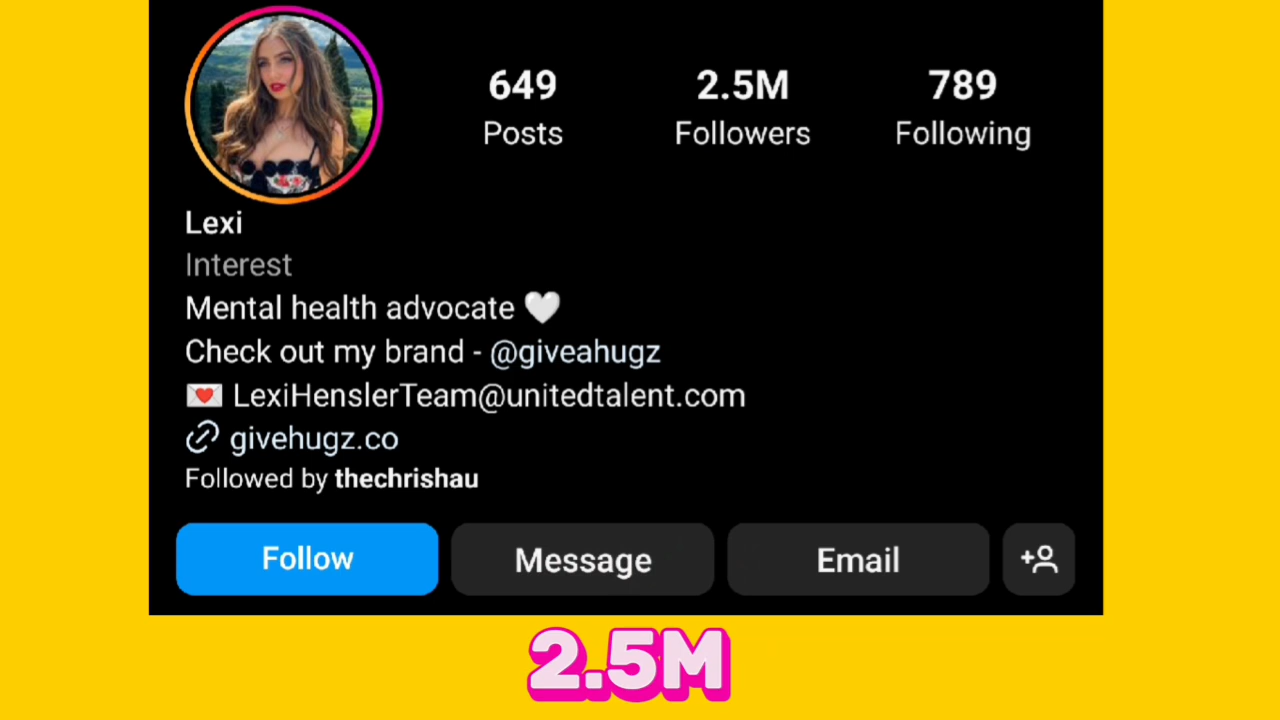 649 2.5M 789
Posts Followers Following
Lexi
Interest
Mental health advocate 🤍
Check out my brand - @giveahugz
💌 LexiHenslerTeam@unitedtalent.com
givehugz.co
Followed by thechrishau
Follow Message Email
2.5M